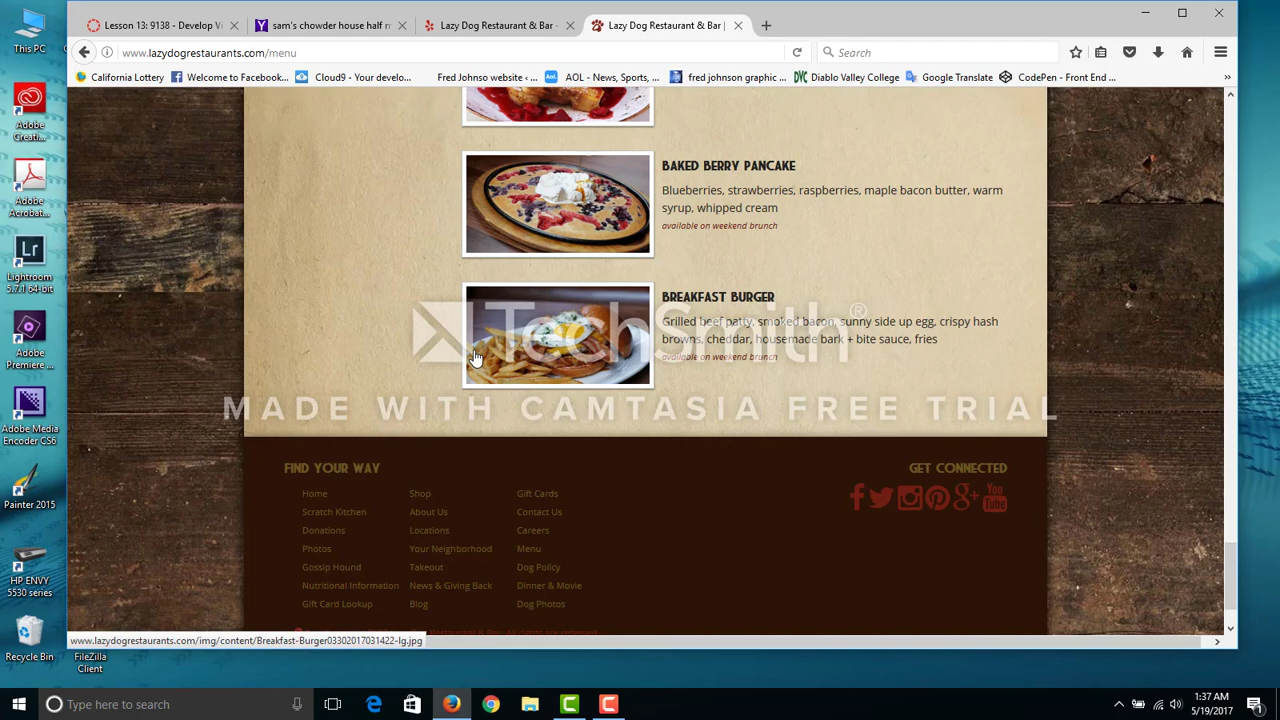 This PC
Lesson 13: 9138 - Develop Vi
sam's chowder house half m
Lazy Dog Restaurant & Bar -
Lazy Dog Restaurant & Bar |
www.lazydogrestaurants.com/menu
Search
California Lottery
Welcome to Facebook...
Cloud9 - Your develo...
Fred Johnso website ‹ ...
AOL - News, Sports, ...
fred johnson graphic ...
Diablo Valley College
Google Translate
CodePen - Front End ...
Adobe
Creati...
Adobe
Acrobat...
Lightroom
5.7.1 64-bit
Adobe
Premiere ...
Adobe Media
Encoder CS6
Painter 2015
HP ENVY
5530 series
Recycle Bin
FileZilla
Client
BAKED BERRY PANCAKE
Blueberries, strawberries, raspberries, maple bacon butter, warm
syrup, whipped cream
available on weekend brunch
BREAKFAST BURGER
Grilled beef patty, smoked bacon, sunny side up egg, crispy hash
browns, cheddar, housemade bark + bite sauce, fries
available on weekend brunch
TechSmith®
MADE WITH CAMTASIA FREE TRIAL
FIND YOUR WAY
Home
Scratch Kitchen
Donations
Photos
Gossip Hound
Nutritional Information
Gift Card Lookup
Shop
About Us
Locations
Your Neighborhood
Takeout
News & Giving Back
Blog
Gift Cards
Contact Us
Careers
Menu
Dog Policy
Dinner & Movie
Dog Photos
GET CONNECTED
You
Tube
www.lazydogrestaurants.com/img/content/Breakfast-Burger03302017031422-lg.jpg
Type here to search
1:37 AM
5/19/2017